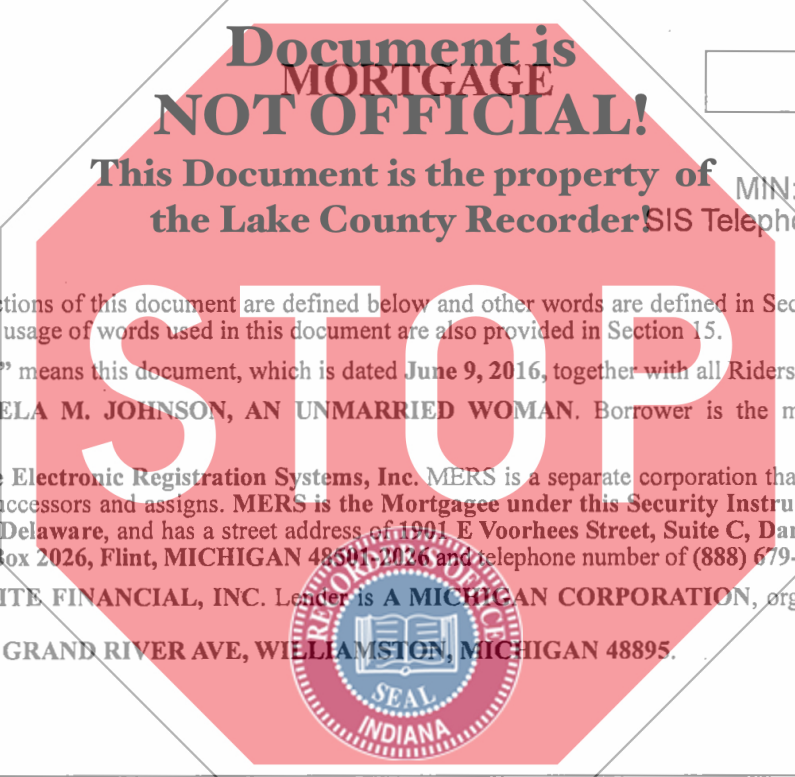 Document is
MORTGAGE
NOT OFFICIAL!
This Document is the property of
MIN:
the Lake County Recorder!
SIS Telepho
ctions of this document are defined below and other words are defined in Sec
usage of words used in this document are also provided in Section 15.
” means this document, which is dated June 9, 2016, together with all Riders
ELA M. JOHNSON, AN UNMARRIED WOMAN. Borrower is the m
e Electronic Registration Systems, Inc. MERS is a separate corporation tha
uccessors and assigns. MERS is the Mortgagee under this Security Instru
Delaware, and has a street address of 1901 E Voorhees Street, Suite C, Dan
Box 2026, Flint, MICHIGAN 48501-2026 and telephone number of (888) 679-
ITE FINANCIAL, INC. Lender is A MICHIGAN CORPORATION, org
GRAND RIVER AVE, WILLIAMSTON, MICHIGAN 48895.
STOP
RECORDER'S OFFICE
SEAL
INDIANA